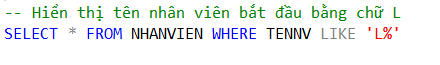 -- Hiển thị tên nhân viên bắt đầu bằng chữ L
SELECT * FROM NHANVIEN WHERE TENNV LIKE 'L%'